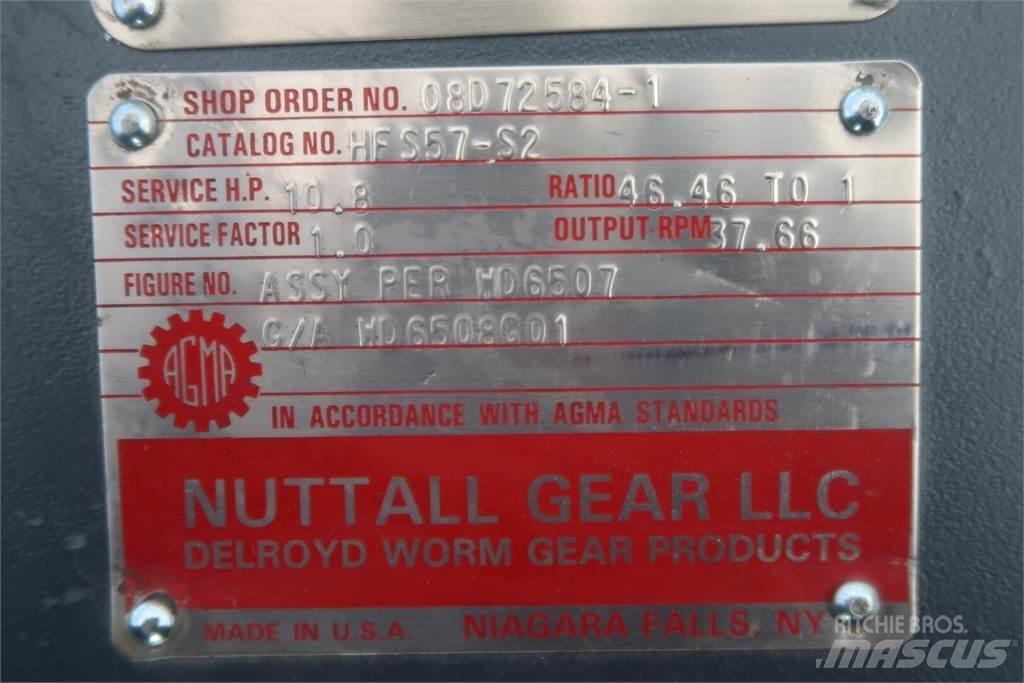 SHOP ORDER NO. 08D72584-1
CATALOG NO. HFS57-S2
SERVICE H.P. 10.8 RATIO 46.46 TO 1
SERVICE FACTOR 1.0 OUTPUT RPM 37.66
FIGURE NO. ASSY PER WD6507
G/A WD6508G01
AGMA
IN ACCORDANCE WITH AGMA STANDARDS
NUTTALL GEAR LLC
DELROYD WORM GEAR PRODUCTS
MADE IN U.S.A. NIAGARA FALLS, NY
RITCHIE BROS.
MASCUS